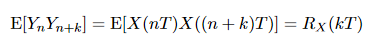 E[YₙYₙ₊ₖ] = E[X(nT)X((n + k)T)] = R_X(kT)